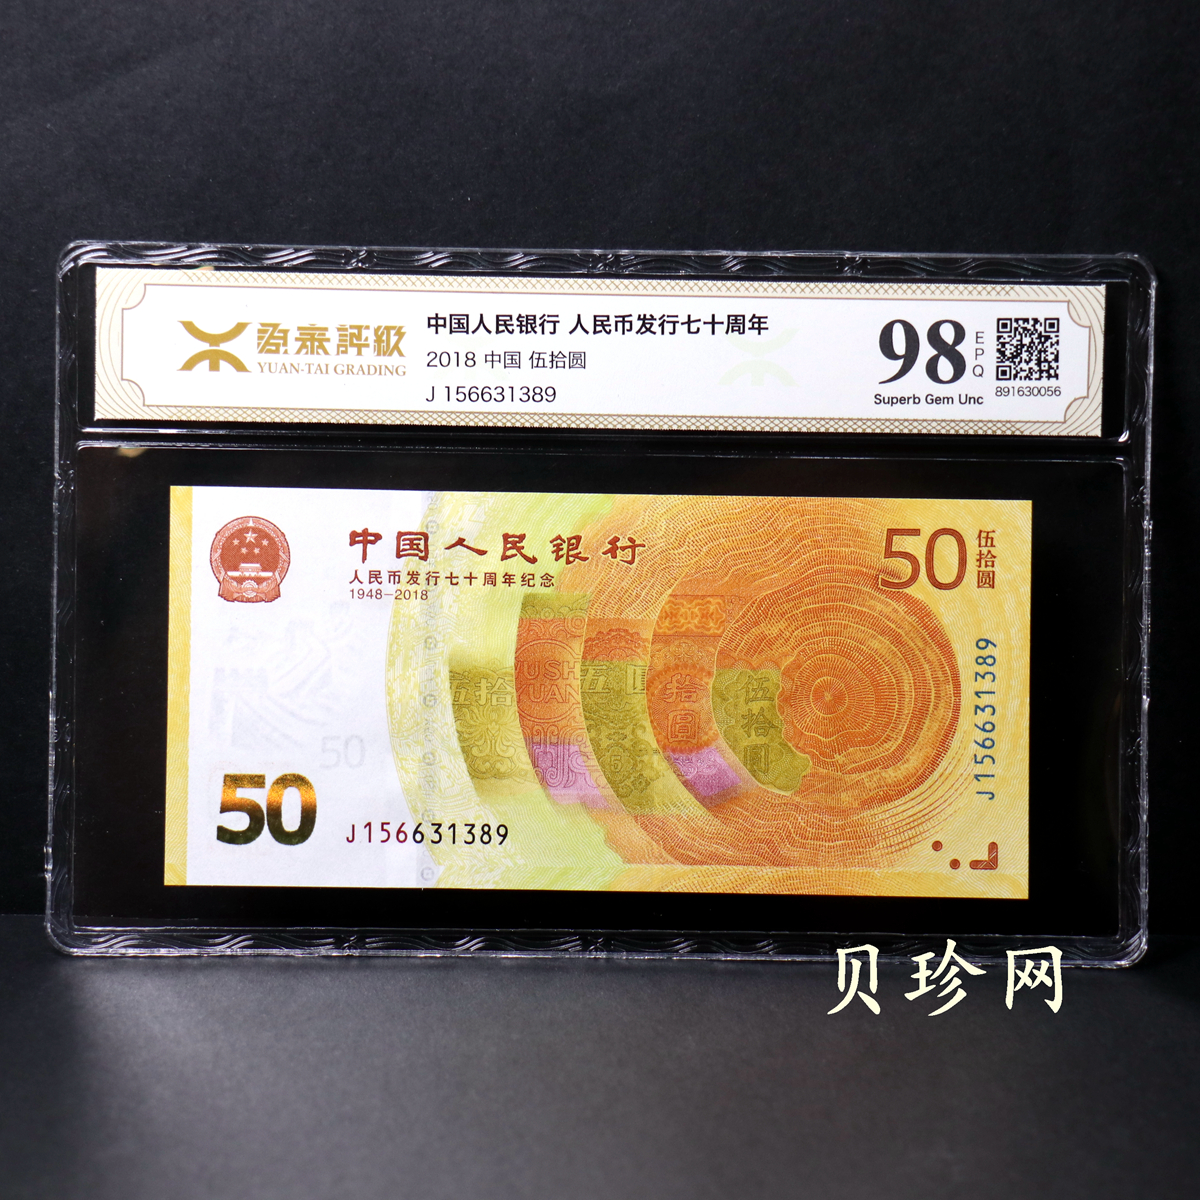 源泰評級
YUAN-TAI GRADING
中国人民银行 人民币发行七十周年
2018 中国 伍拾圆
J 156631389
98
EPQ
Superb Gem Unc
891630056
中国人民银行
人民币发行七十周年纪念
1948-2018
50
伍拾圆
伍拾
YUSHI
YUAN
五
圓
拾圓
伍拾圆
J156631389
50
50
J156631389
贝珍网